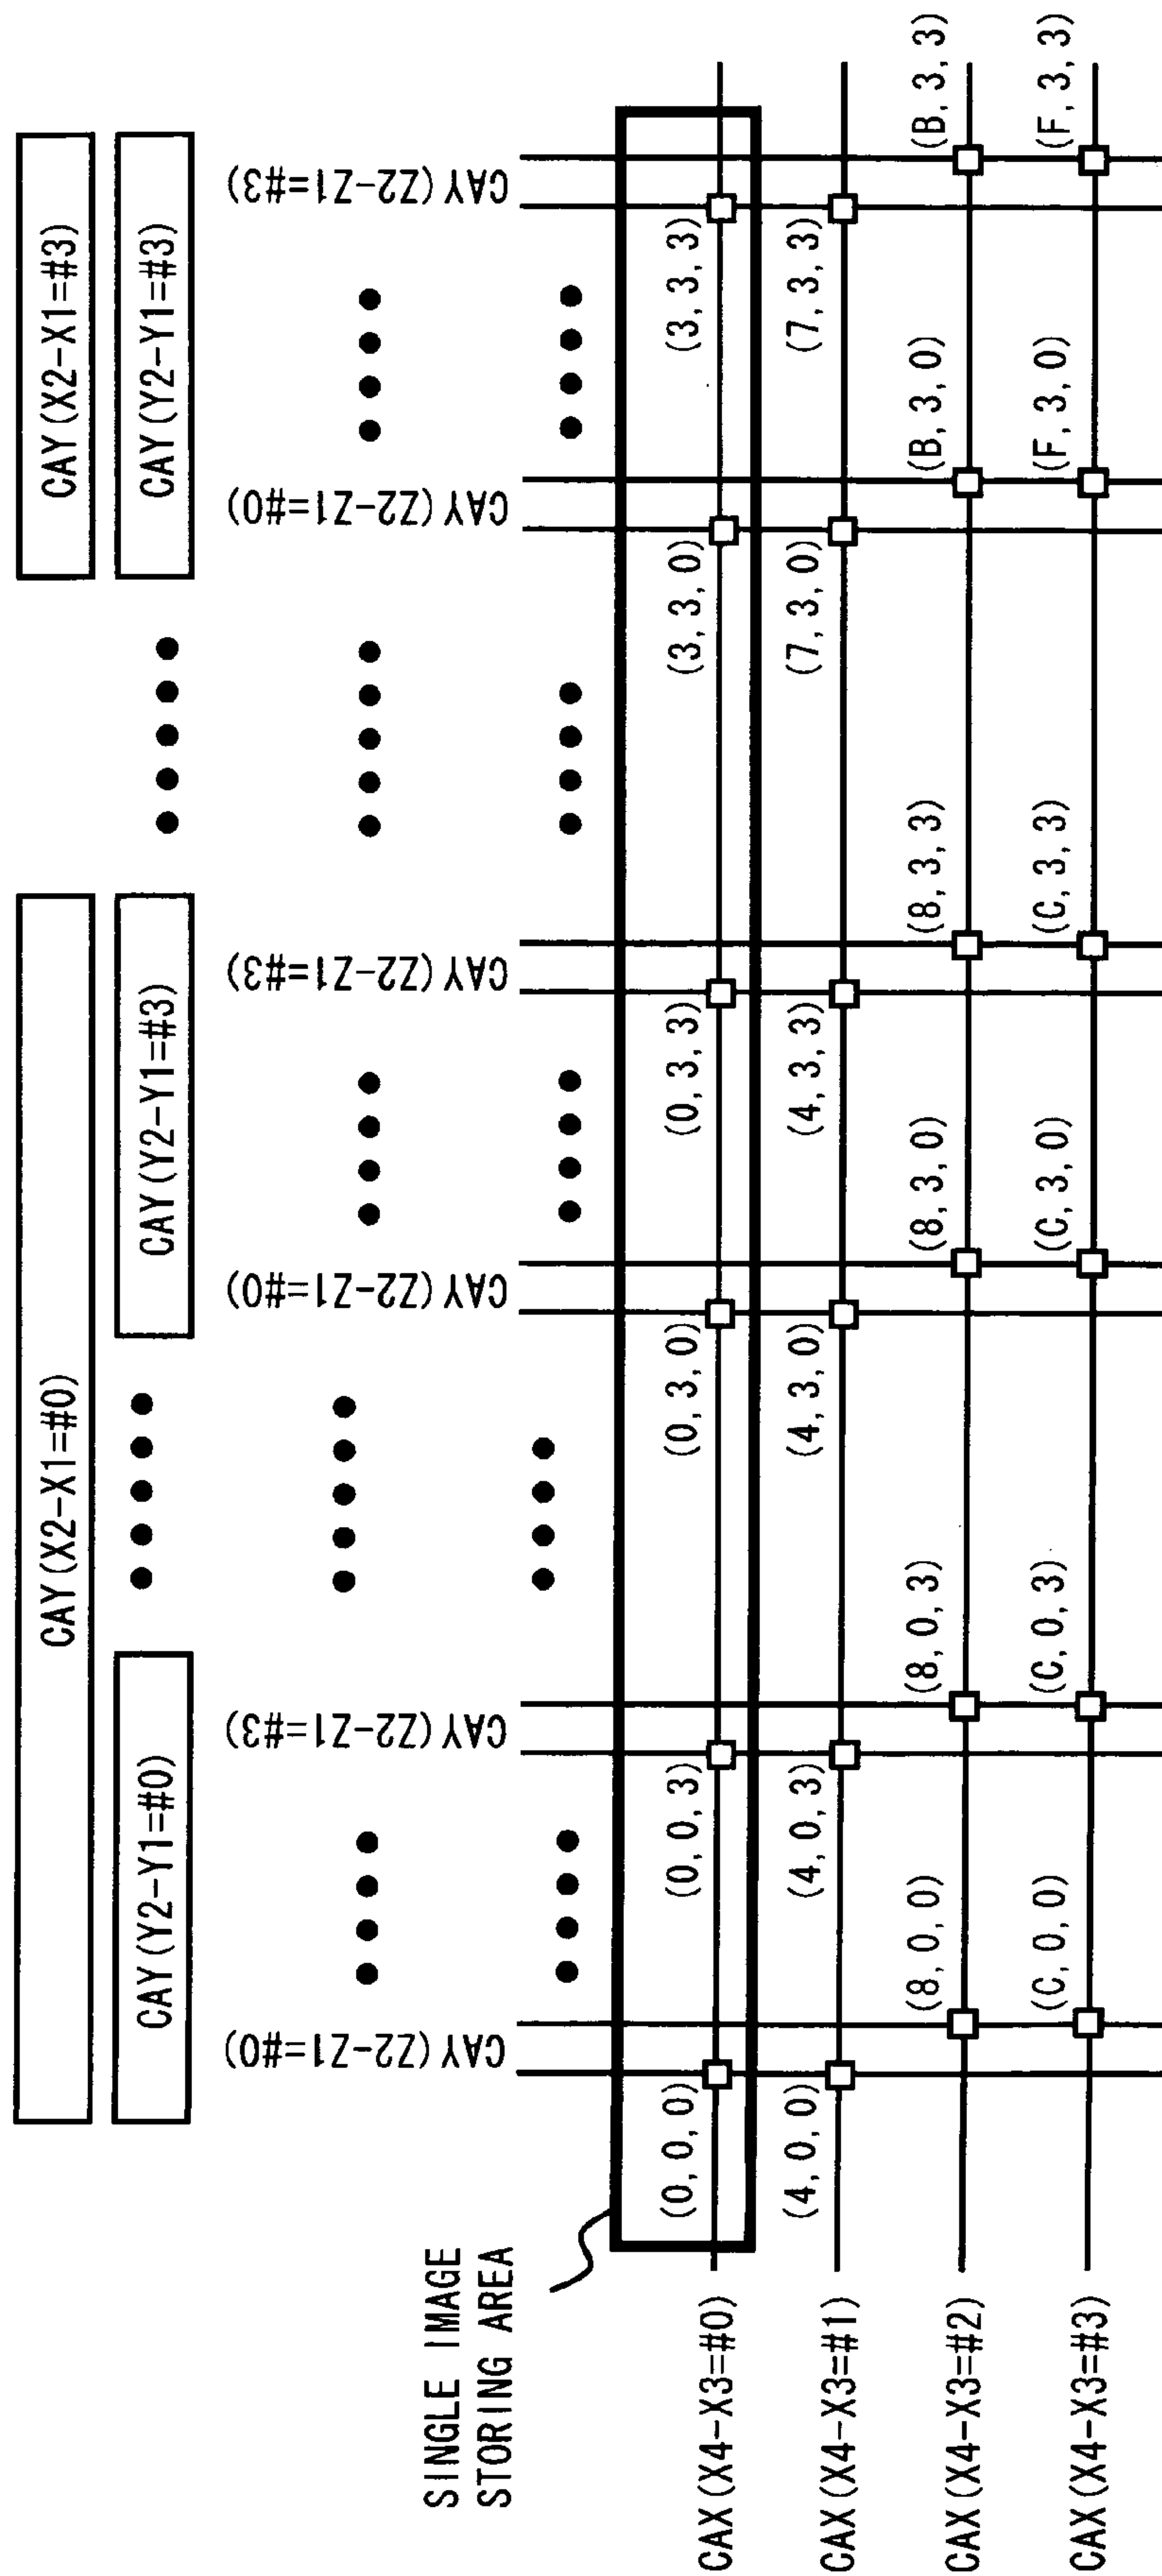 CAY(X2-X1=#0)
CAY(X2-X1=#3)
CAY(Y2-Y1=#0)
CAY(Y2-Y1=#3)
CAY(Y2-Y1=#3)
CAY(Z2-Z1=#0)
CAY(Z2-Z1=#3)
CAY(Z2-Z1=#0)
CAY(Z2-Z1=#3)
CAY(Z2-Z1=#0)
CAY(Z2-Z1=#3)
SINGLE IMAGE
STORING AREA
(0,0,0)
(0,0,3)
(0,3,0)
(0,3,3)
(3,3,0)
(3,3,3)
CAX(X4-X3=#0)
(4,0,0)
(4,0,3)
(4,3,0)
(4,3,3)
(7,3,0)
(7,3,3)
CAX(X4-X3=#1)
(8,0,0)
(8,0,3)
(8,3,0)
(8,3,3)
(B,3,0)
(B,3,3)
CAX(X4-X3=#2)
(C,0,0)
(C,0,3)
(C,3,0)
(C,3,3)
(F,3,0)
(F,3,3)
CAX(X4-X3=#3)